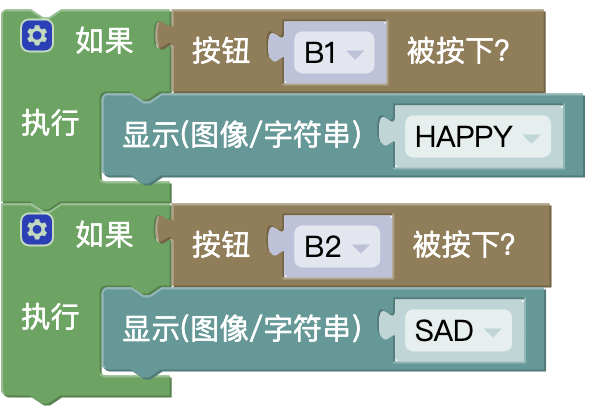 如果 按钮 B1 被按下?
执行 显示(图像/字符串) HAPPY
如果 按钮 B2 被按下?
执行 显示(图像/字符串) SAD